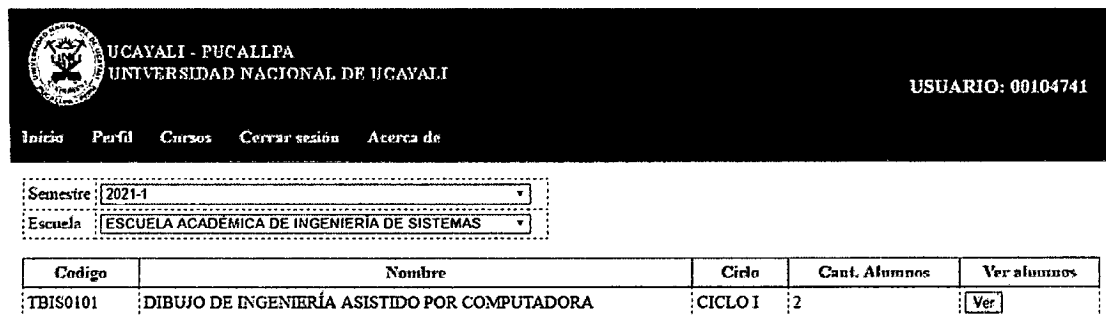 UCAYALI - PUCALLPA
UNIVERSIDAD NACIONAL DE UCAYALI
USUARIO: 00104741
Inicio Perfil Cursos Cerrar sesión Acerca de
Semestre 2021-1
Escuela ESCUELA ACADÉMICA DE INGENIERÍA DE SISTEMAS
Codigo Nombre Ciclo Cant. Alumnos Ver alumnos
TBIS0101 DIBUJO DE INGENIERÍA ASISTIDO POR COMPUTADORA CICLO I 2 Ver